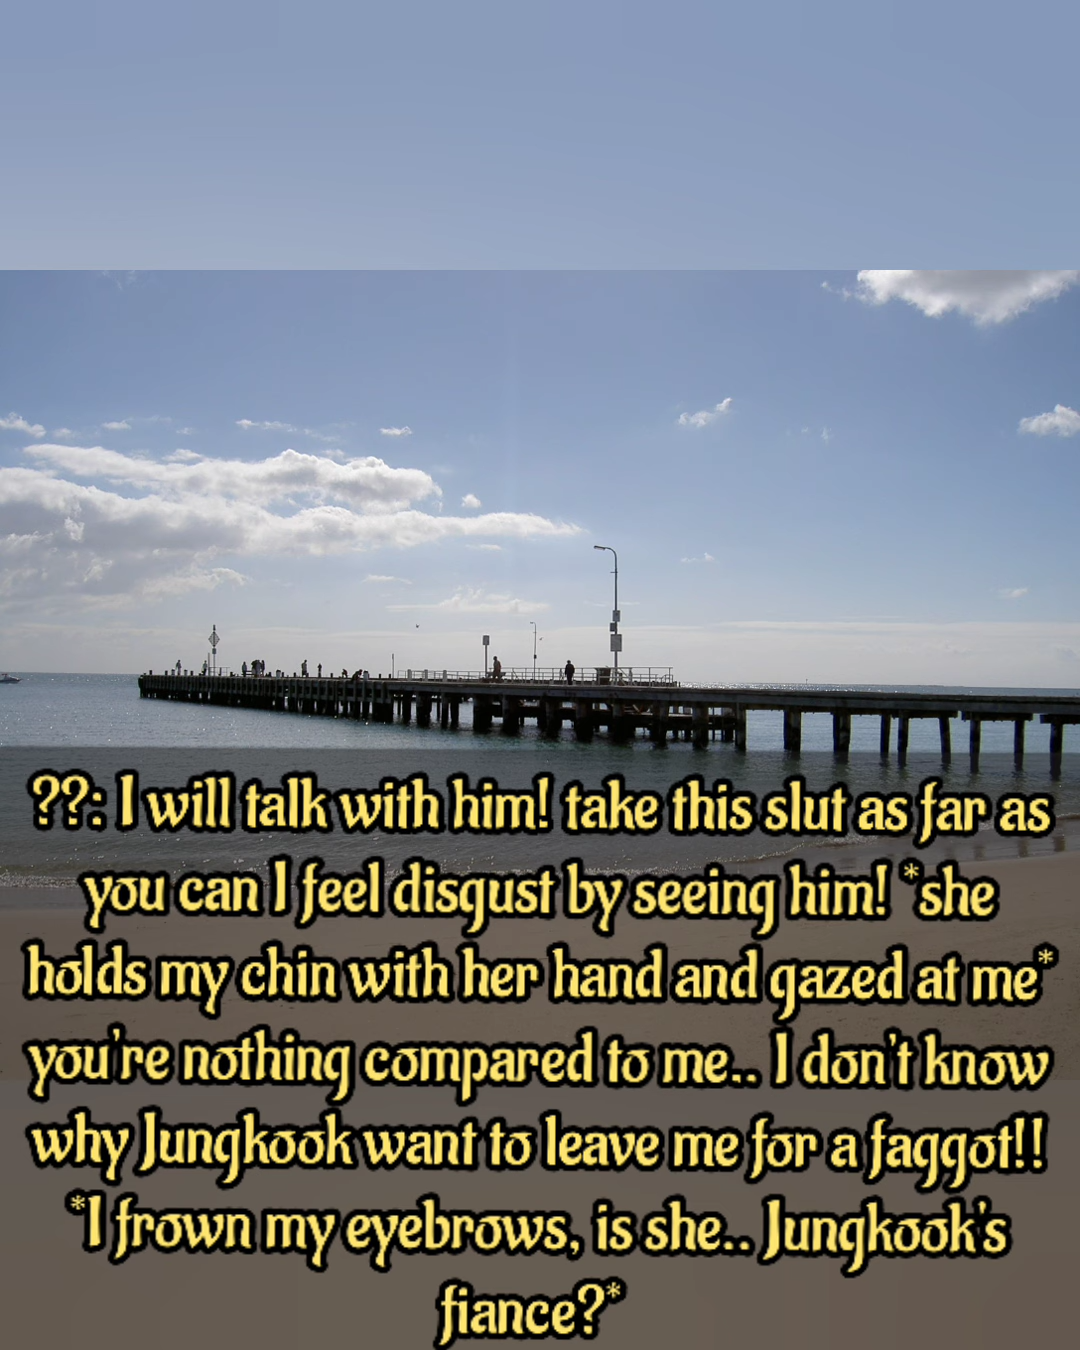 ??: I will talk with him! take this slut as far as
you can I feel disgust by seeing him! *she
holds my chin with her hand and gazed at me*
you're nothing compared to me.. I don't know
why Jungkook want to leave me for a faggot!!
*I frown my eyebrows, is she.. Jungkook's
fiance?*